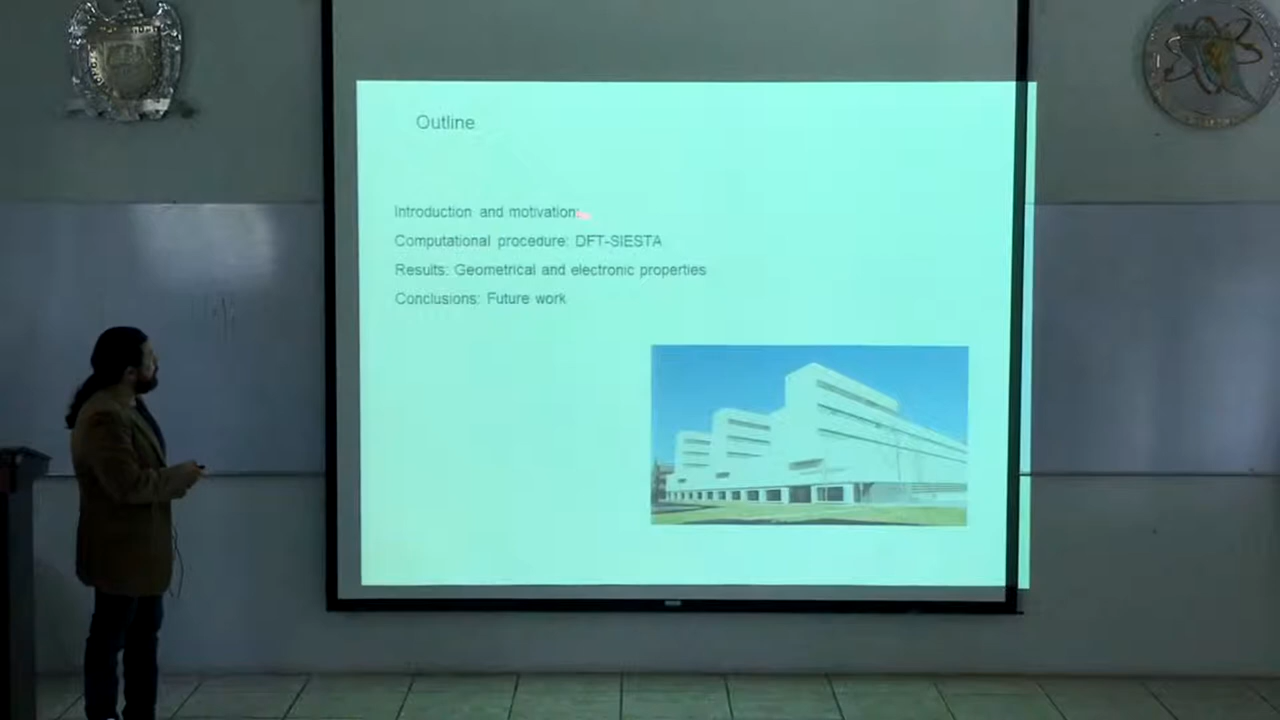 Outline
Introduction and motivation:
Computational procedure: DFT-SIESTA
Results: Geometrical and electronic properties
Conclusions: Future work